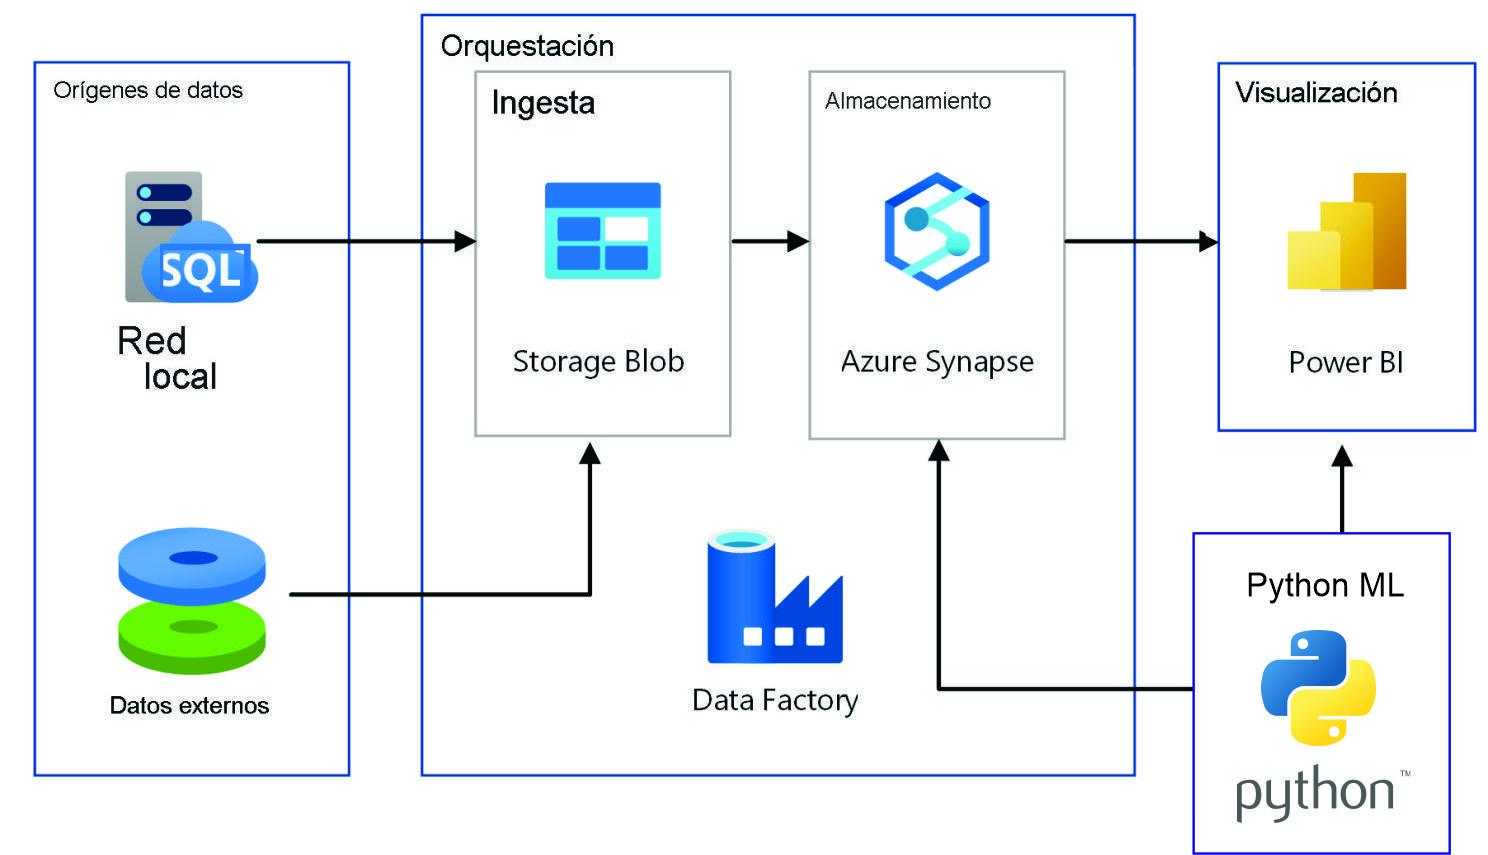 Orígenes de datos
SQL
Red
local
Datos externos
Orquestación
Ingesta
Storage Blob
Almacenamiento
Azure Synapse
Data Factory
Visualización
Power BI
Python ML
python™